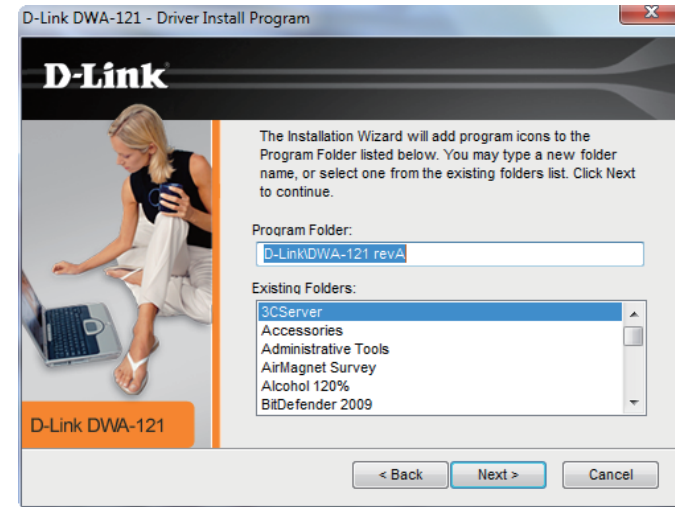 D-Link DWA-121 - Driver Install Program
D-Link
The Installation Wizard will add program icons to the
Program Folder listed below. You may type a new folder
name, or select one from the existing folders list. Click Next
to continue.
Program Folder:
D-Link\DWA-121 revA
Existing Folders:
3CServer
Accessories
Administrative Tools
AirMagnet Survey
Alcohol 120%
BitDefender 2009
D-Link DWA-121
< Back
Next >
Cancel